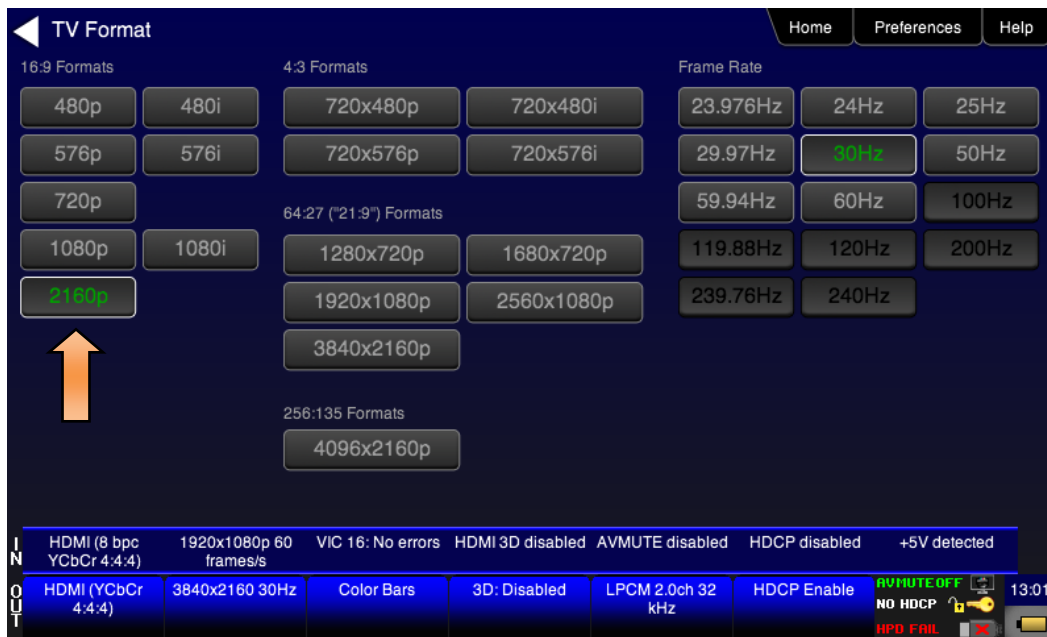 TV Format
Home Preferences Help
16:9 Formats
4:3 Formats
Frame Rate
480p 480i
720x480p 720x480i
23.976Hz 24Hz 25Hz
576p 576i
720x576p 720x576i
29.97Hz 30Hz 50Hz
720p
64:27 ("21:9") Formats
59.94Hz 60Hz 100Hz
1080p 1080i
1280x720p 1680x720p
119.88Hz 120Hz 200Hz
2160p
1920x1080p 2560x1080p
239.76Hz 240Hz
3840x2160p
256:135 Formats
4096x2160p
IN
HDMI (8 bpc
YCbCr 4:4:4)
1920x1080p 60
frames/s
VIC 16: No errors
HDMI 3D disabled
AVMUTE disabled
HDCP disabled
+5V detected
OUT
HDMI (YCbCr
4:4:4)
3840x2160 30Hz
Color Bars
3D: Disabled
LPCM 2.0ch 32
kHz
HDCP Enable
AVMUTEOFF
NO HDCP
HPD FAIL
13:01